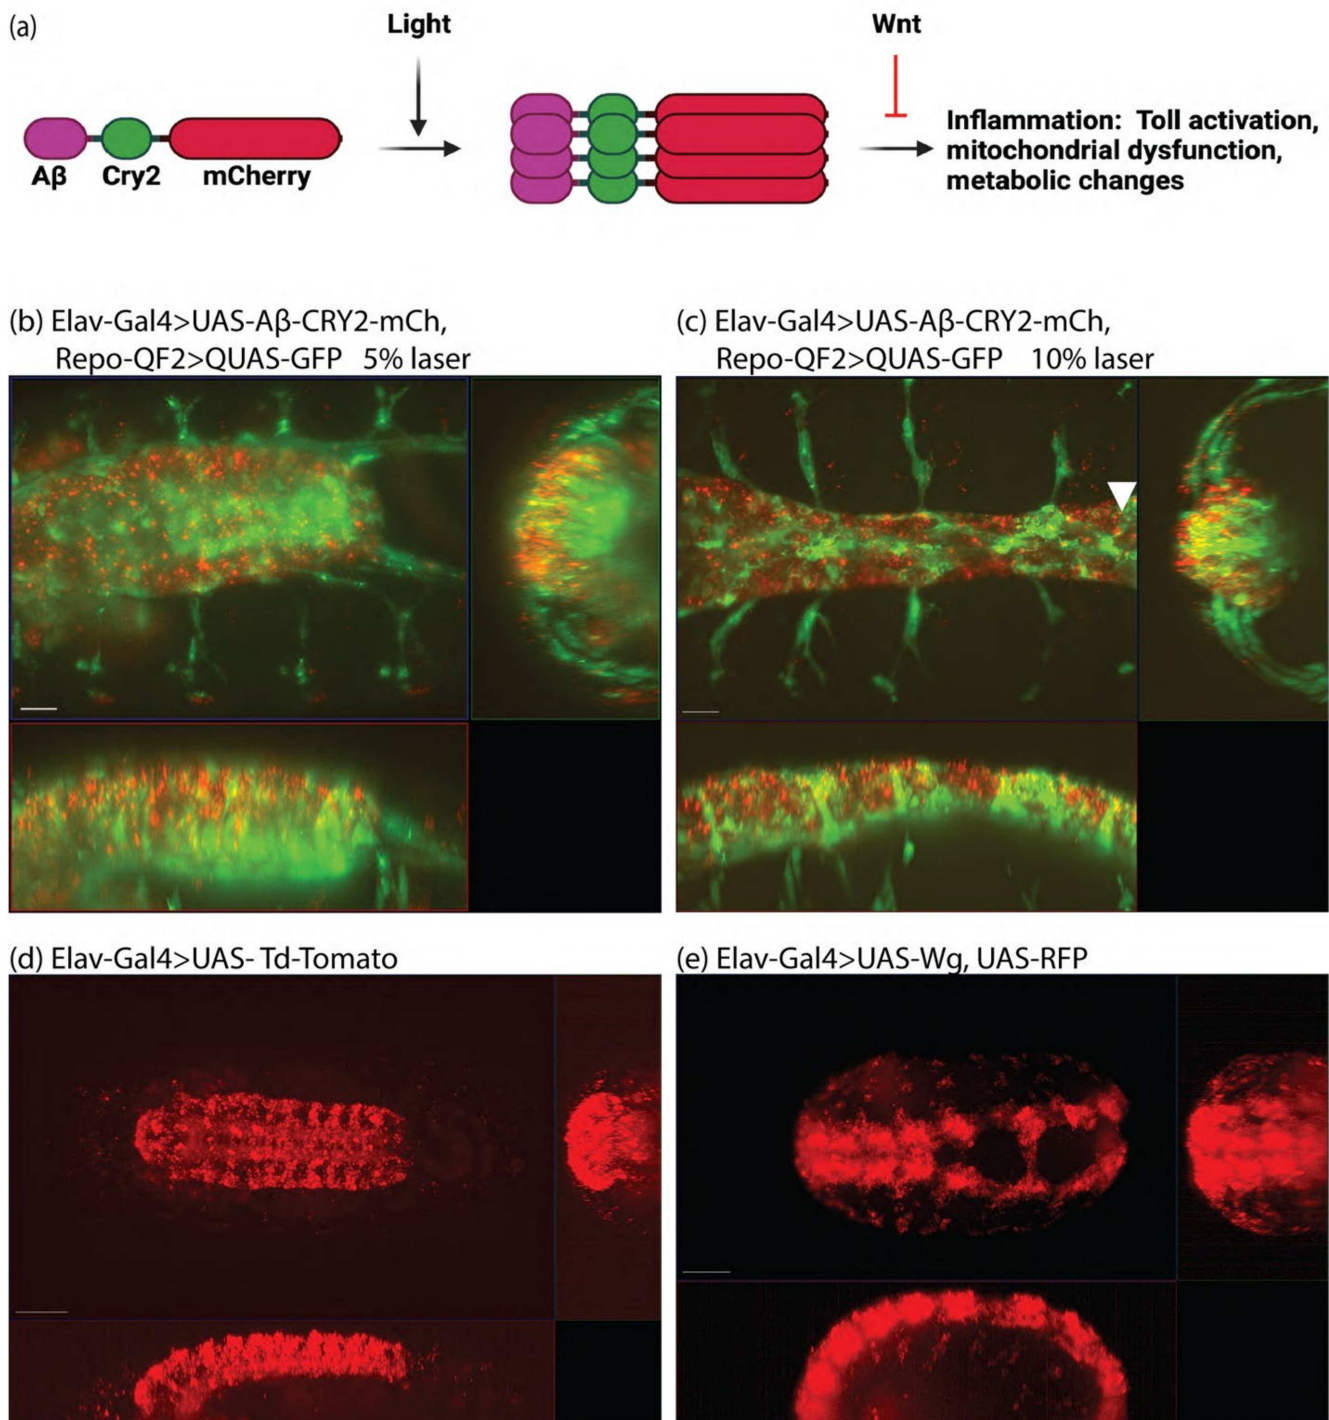 (a)
Light
Wnt
Aβ
Cry2
mCherry
Inflammation: Toll activation,
mitochondrial dysfunction,
metabolic changes
(b) Elav-Gal4>UAS-Aβ-CRY2-mCh,
Repo-QF2>QUAS-GFP 5% laser
(c) Elav-Gal4>UAS-Aβ-CRY2-mCh,
Repo-QF2>QUAS-GFP 10% laser
(d) Elav-Gal4>UAS- Td-Tomato
(e) Elav-Gal4>UAS-Wg, UAS-RFP